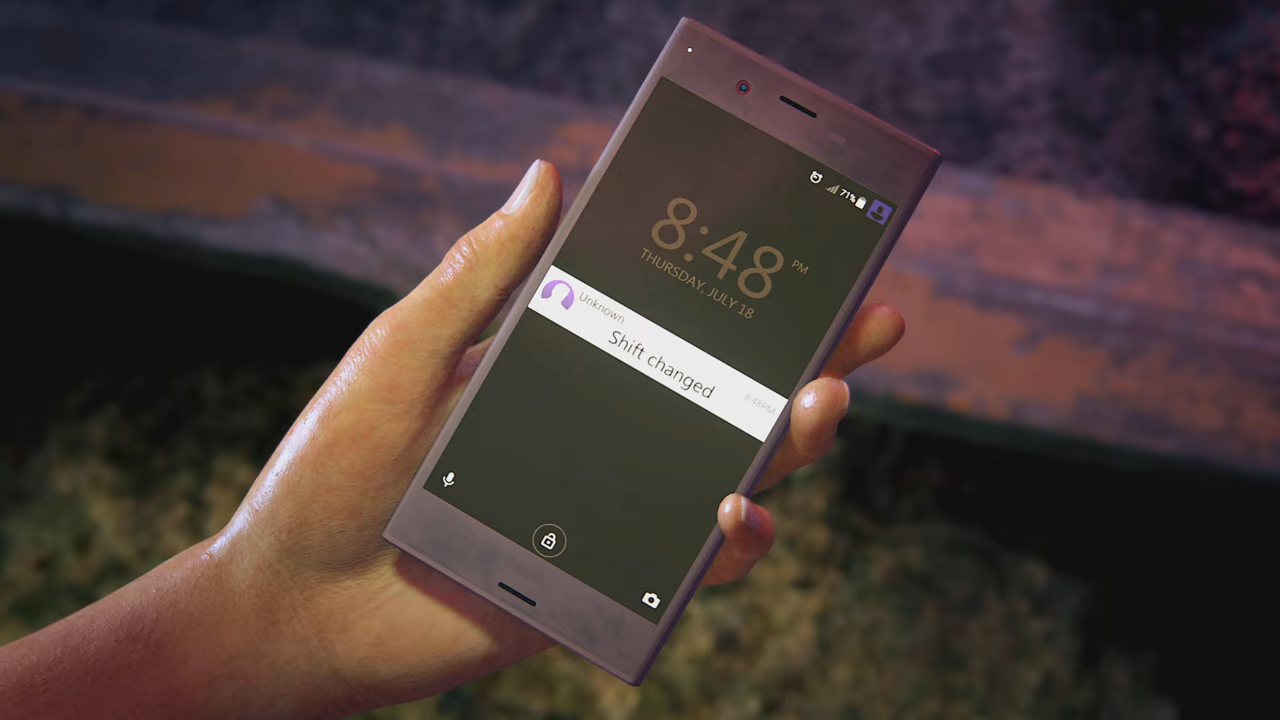 71%
8:48 PM
THURSDAY, JULY 18
Unknown
Shift changed
8:48PM